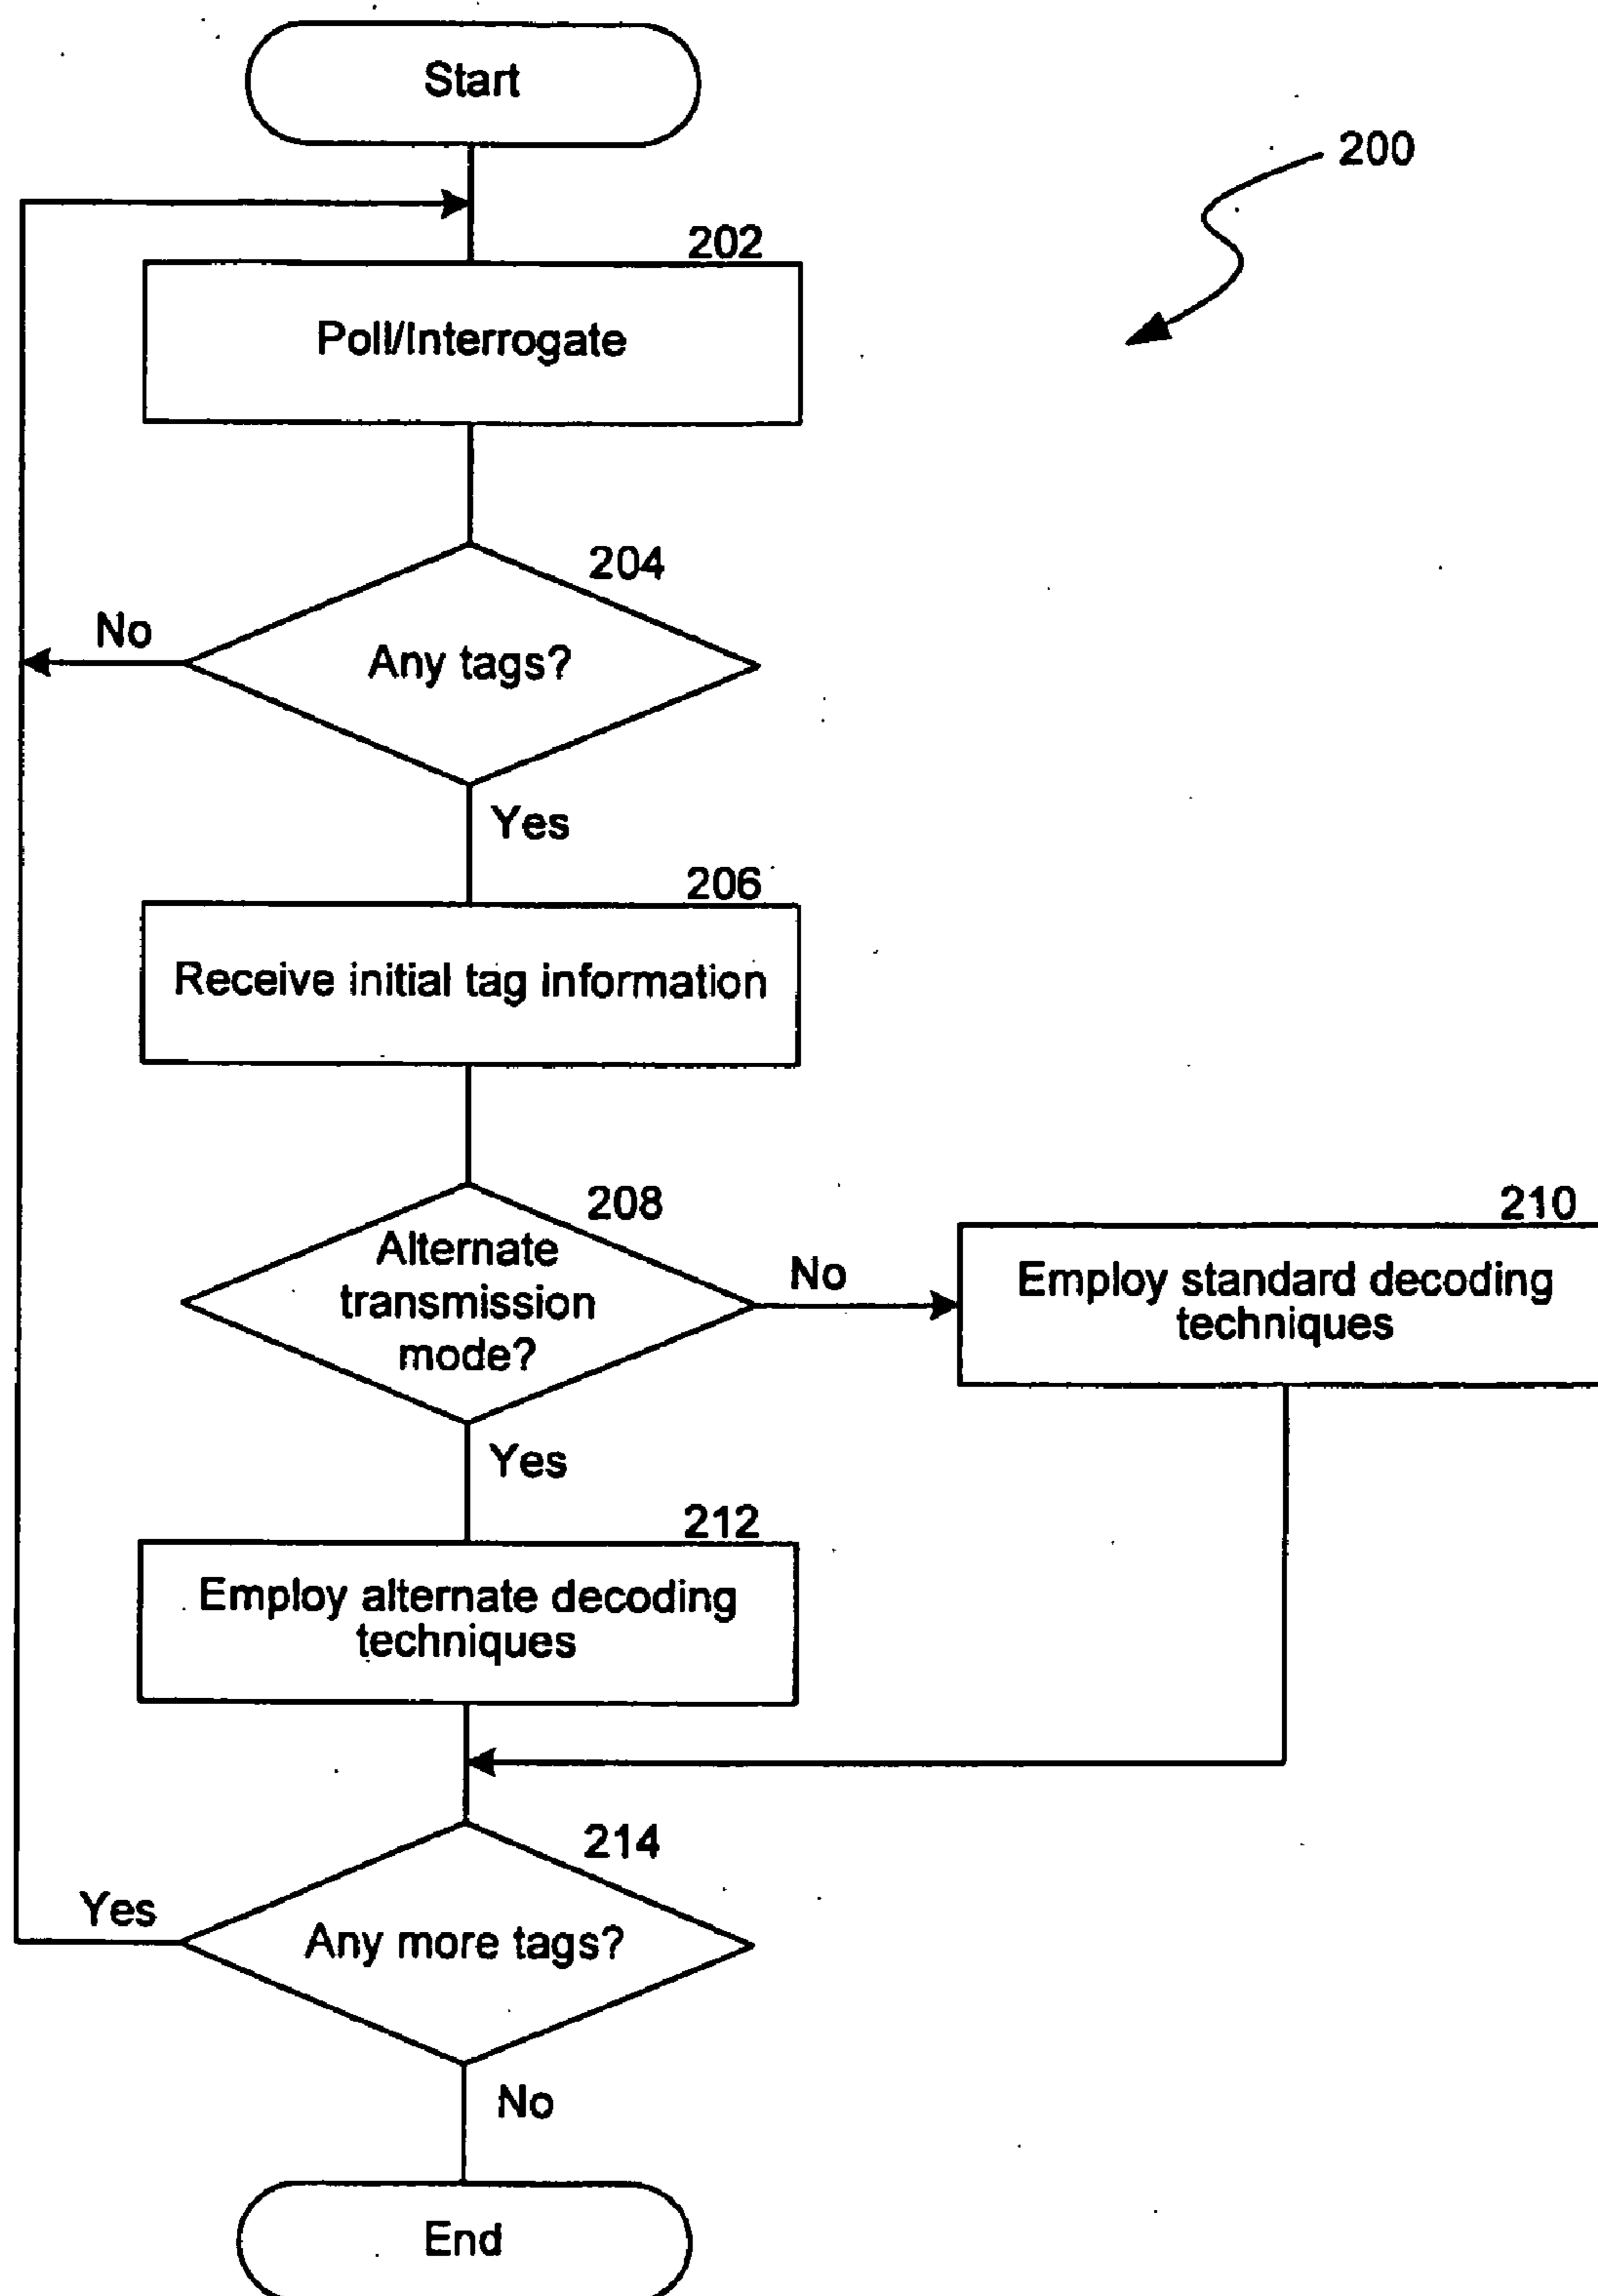 Start
200
202
Poll/Interrogate
204
No
Any tags?
Yes
206
Receive initial tag information
208
Alternate
transmission
mode?
No
210
Employ standard decoding
techniques
Yes
212
Employ alternate decoding
techniques
214
Yes
Any more tags?
No
End